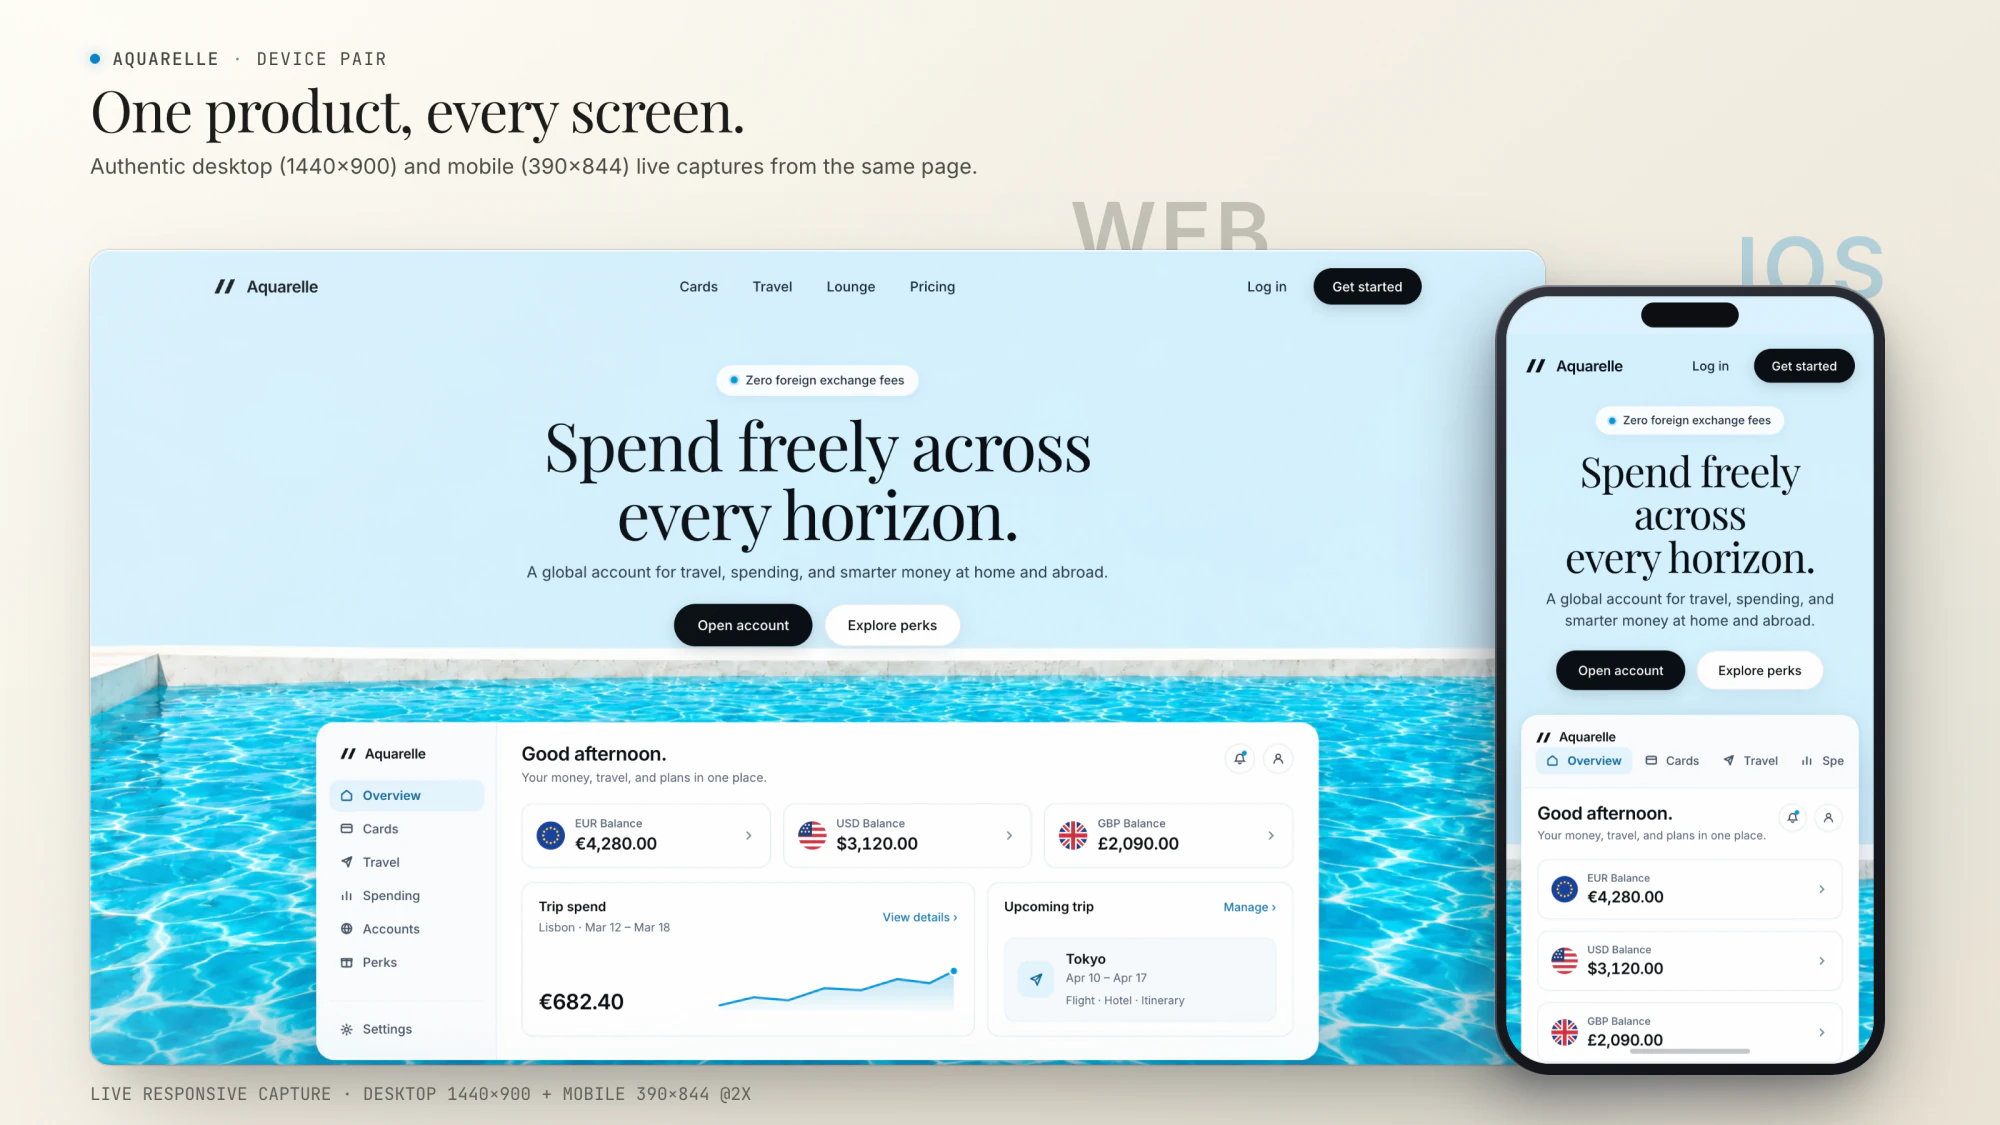 AQUARELLE · DEVICE PAIR
One product, every screen.
Authentic desktop (1440×900) and mobile (390×844) live captures from the same page.
WEB
IOS
Aquarelle
Cards
Travel
Lounge
Pricing
Log in
Get started
Zero foreign exchange fees
Spend freely across
every horizon.
A global account for travel, spending, and smarter money at home and abroad.
Open account
Explore perks
Aquarelle
Overview
Cards
Travel
Spending
Accounts
Perks
Settings
Good afternoon.
Your money, travel, and plans in one place.
EUR Balance
€4,280.00
USD Balance
$3,120.00
GBP Balance
£2,090.00
Trip spend
Lisbon · Mar 12 – Mar 18
View details ›
€682.40
Upcoming trip
Manage ›
Tokyo
Apr 10 – Apr 17
Flight · Hotel · Itinerary
Aquarelle
Log in
Get started
Zero foreign exchange fees
Spend freely
across
every horizon.
A global account for travel, spending, and
smarter money at home and abroad.
Open account
Explore perks
Aquarelle
Overview
Cards
Travel
Spe
Good afternoon.
Your money, travel, and plans in one place.
EUR Balance
€4,280.00
USD Balance
$3,120.00
GBP Balance
£2,090.00
LIVE RESPONSIVE CAPTURE · DESKTOP 1440×900 + MOBILE 390×844 @2X